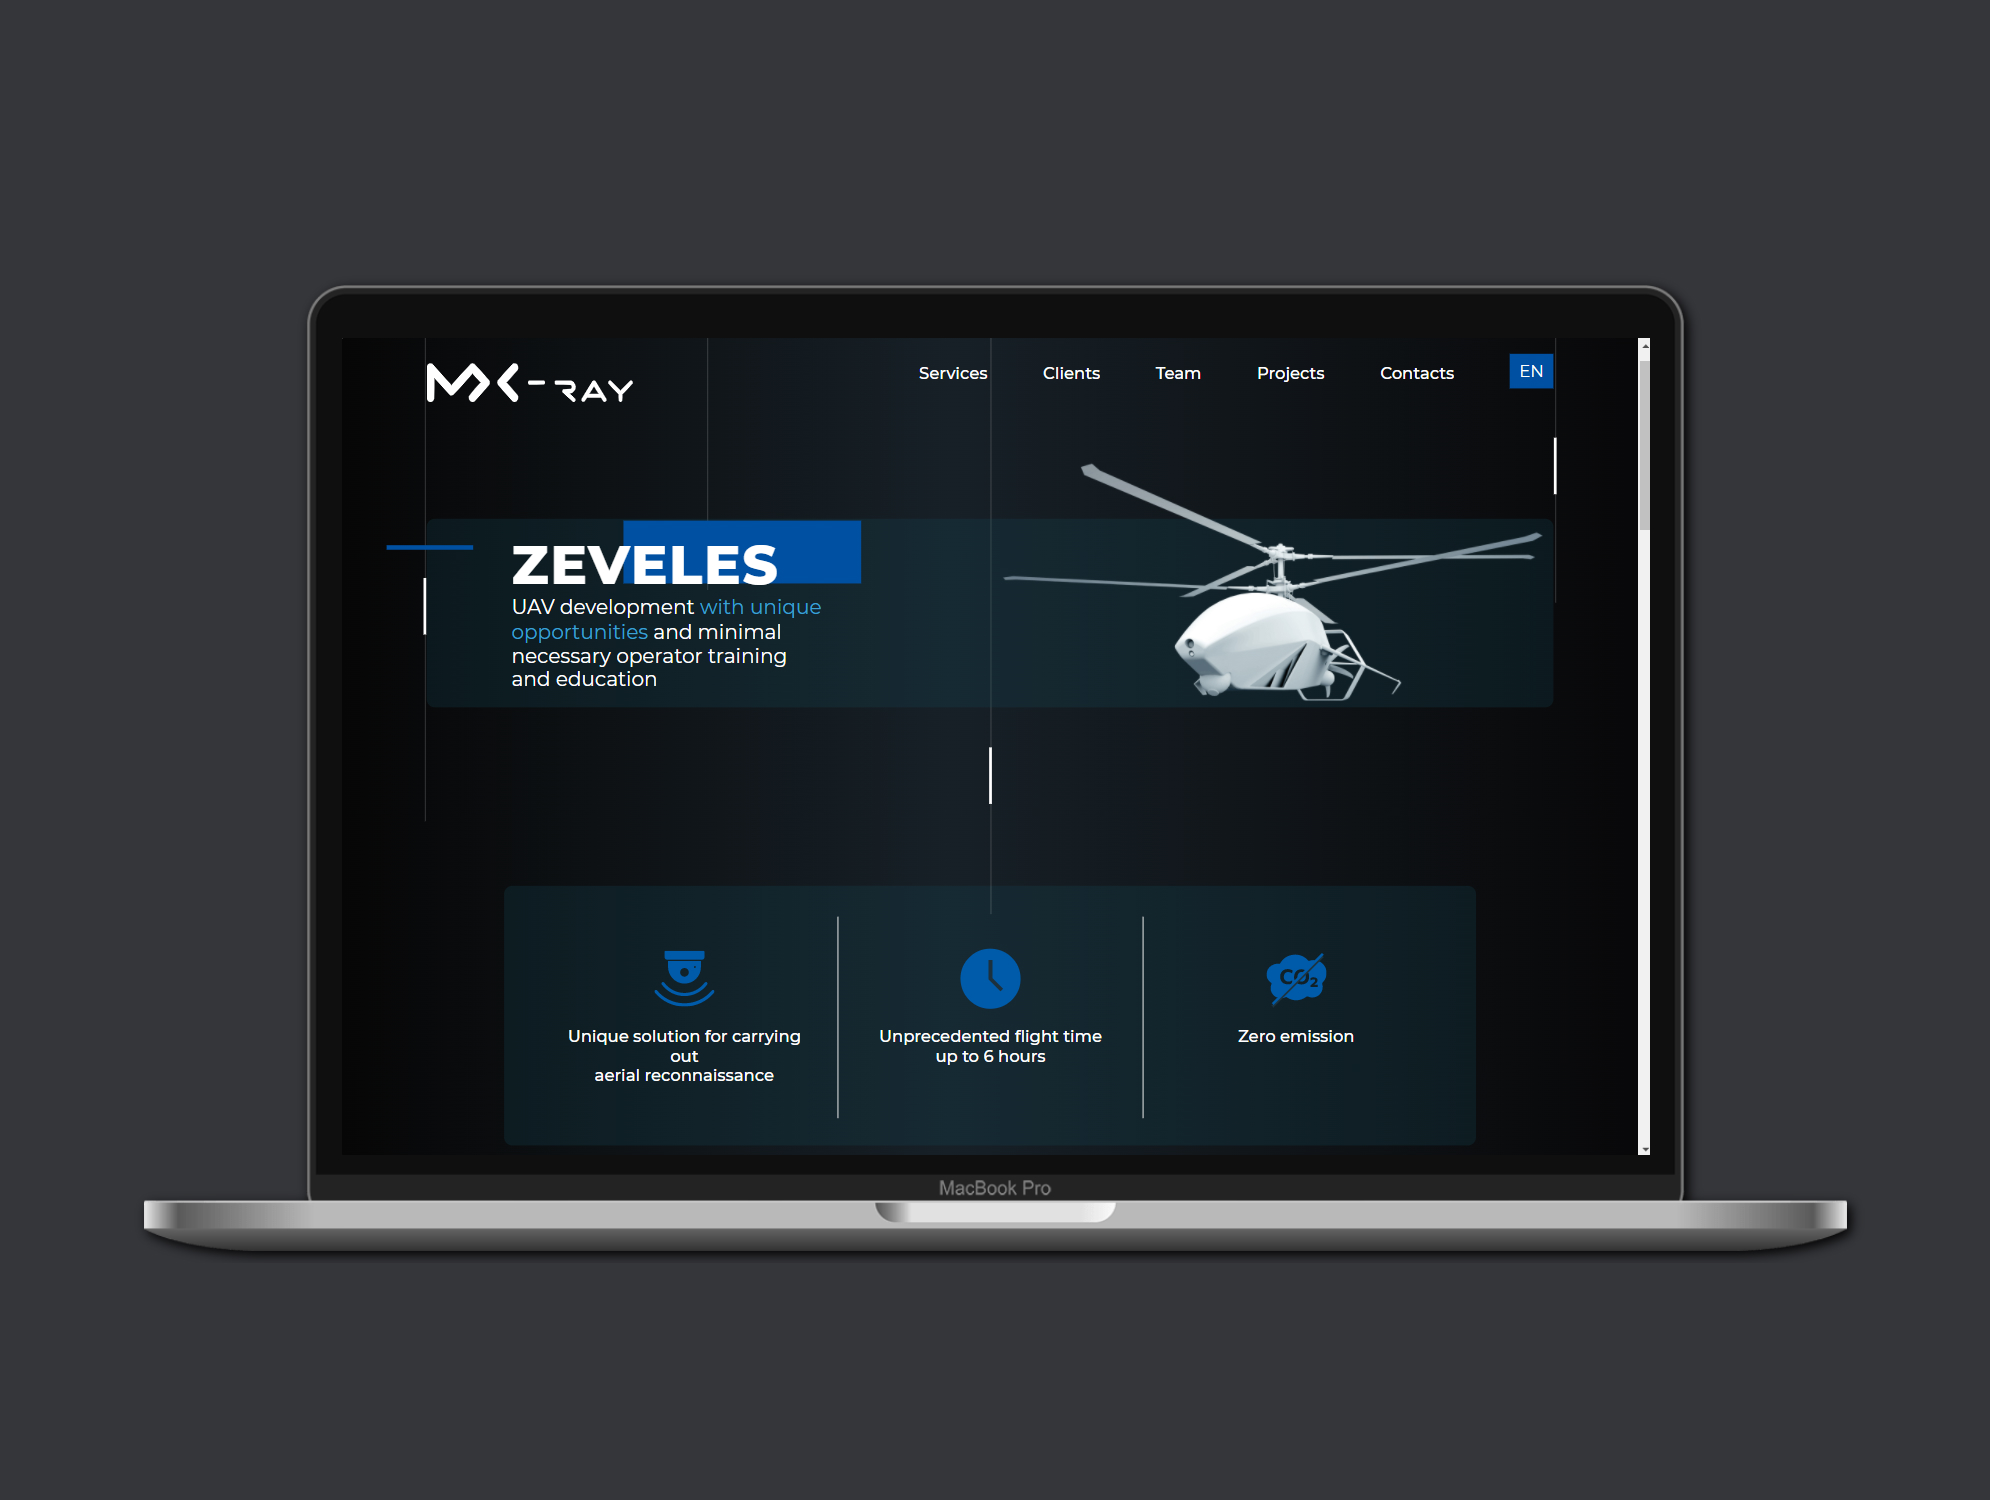 MX-RAY
Services Clients Team Projects Contacts EN
ZEVELES
UAV development with unique
opportunities and minimal
necessary operator training
and education
Unique solution for carrying
out
aerial reconnaissance
Unprecedented flight time
up to 6 hours
CO2
Zero emission
MacBook Pro